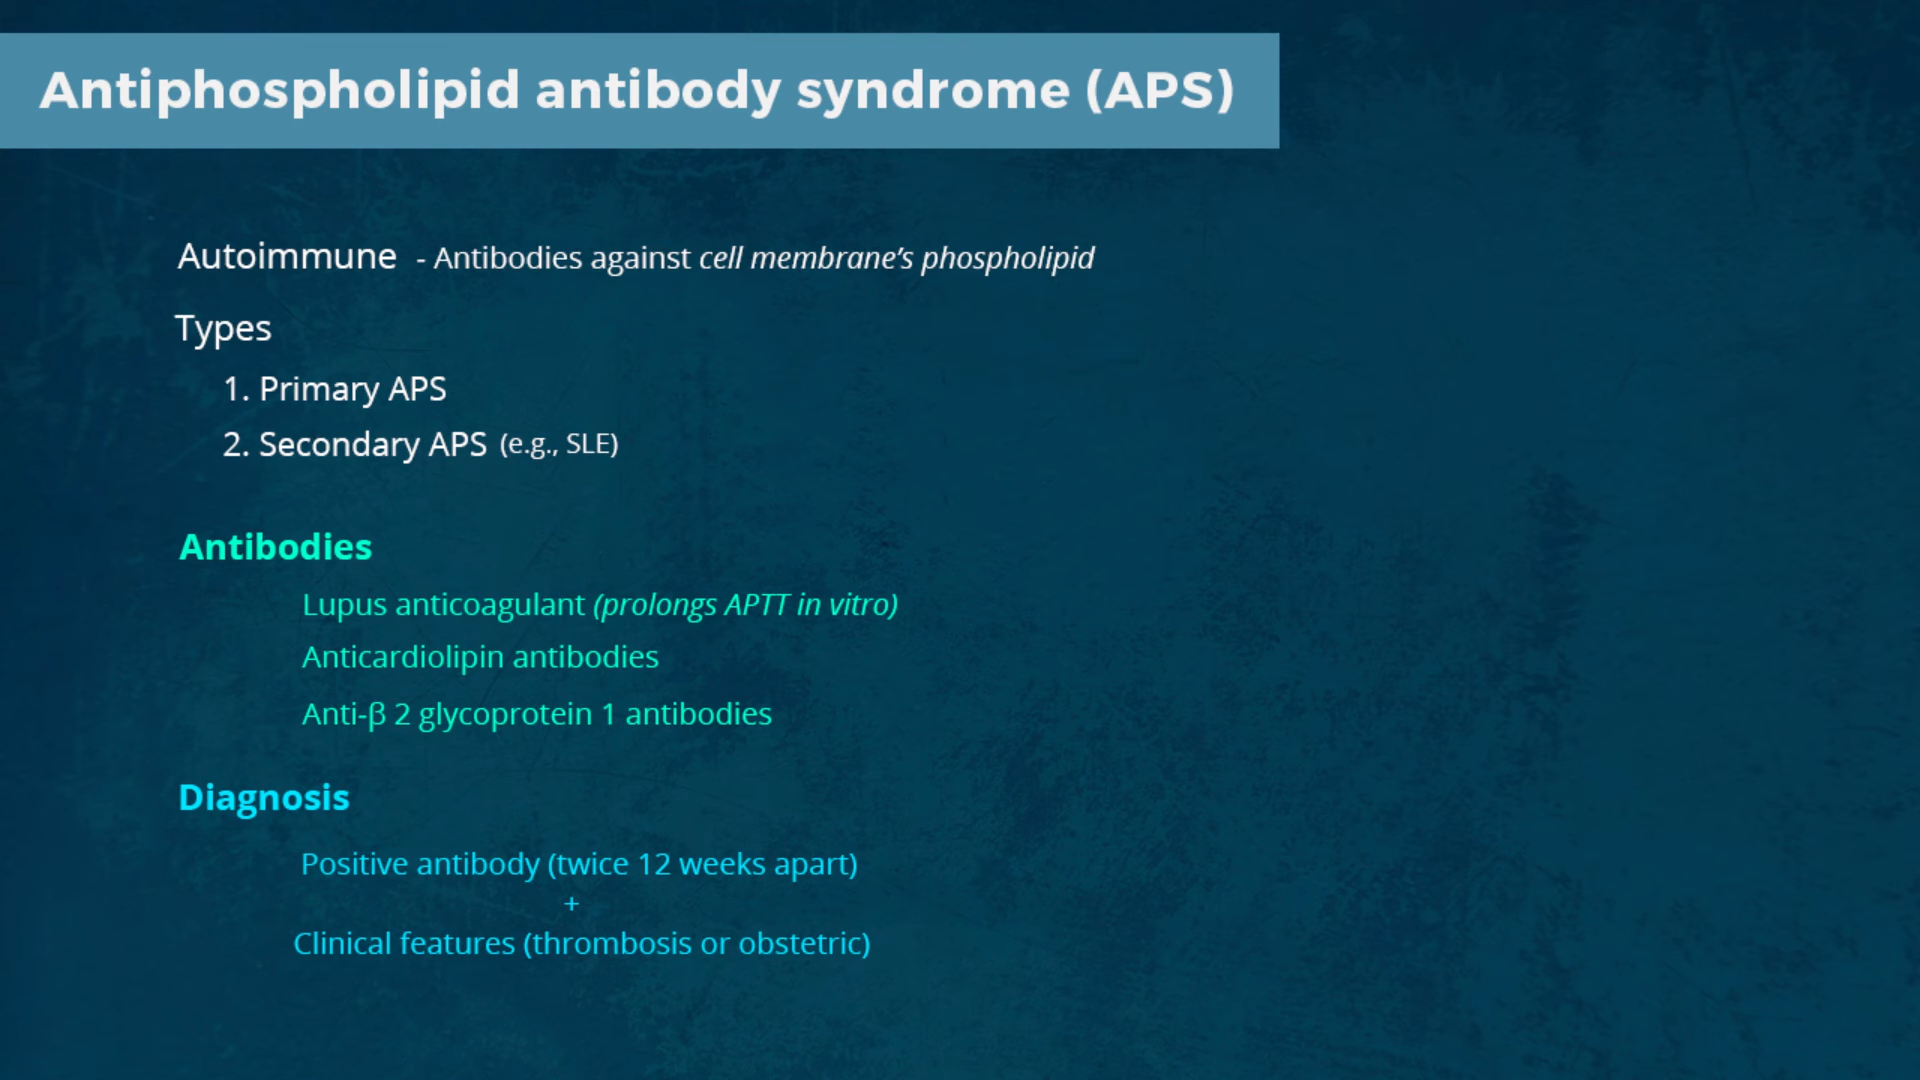 Antiphospholipid antibody syndrome (APS)
Autoimmune - Antibodies against cell membrane’s phospholipid
Types
1. Primary APS
2. Secondary APS (e.g., SLE)
Antibodies
Lupus anticoagulant (prolongs APTT in vitro)
Anticardiolipin antibodies
Anti-β 2 glycoprotein 1 antibodies
Diagnosis
Positive antibody (twice 12 weeks apart)
+
Clinical features (thrombosis or obstetric)